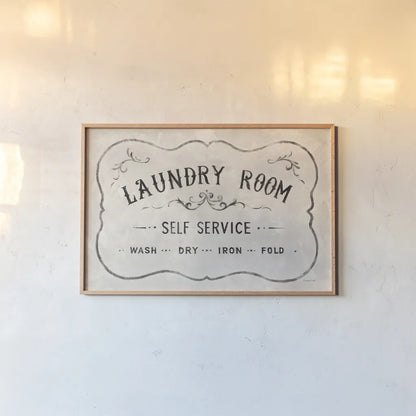 LAUNDRY ROOM
SELF SERVICE
WASH ··· DRY ··· IRON ··· FOLD